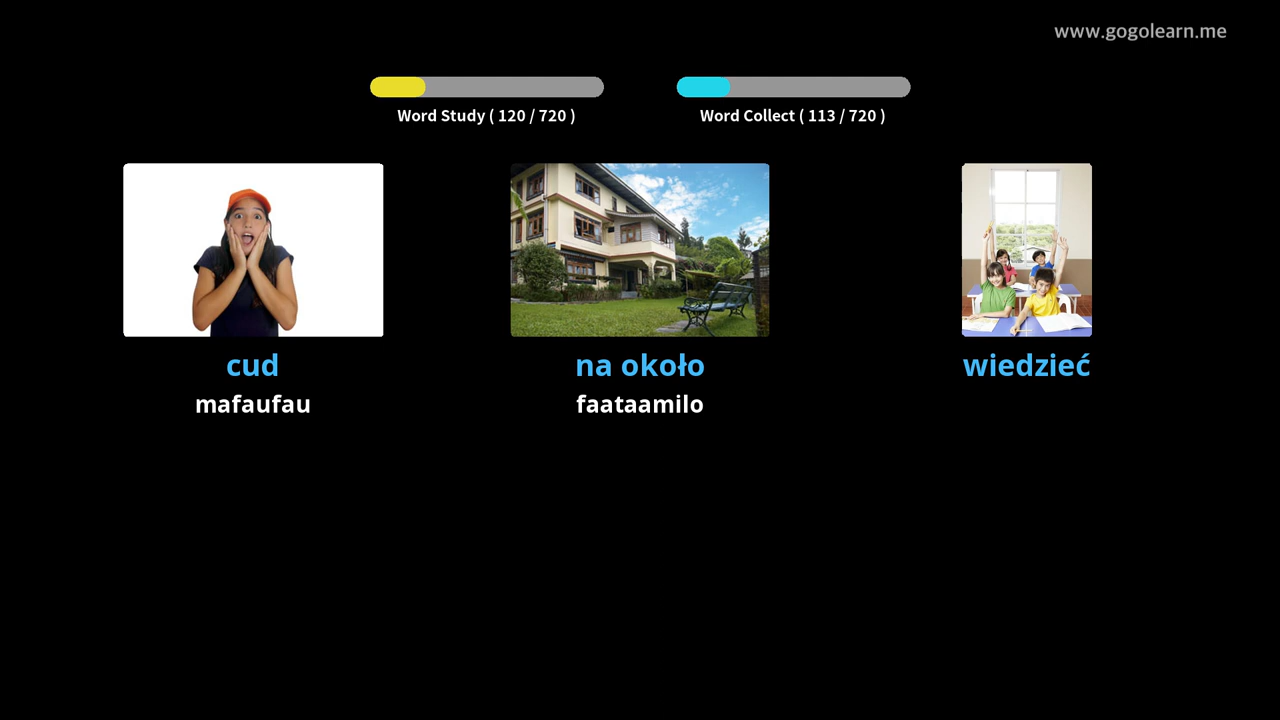 www.gogolearn.me
Word Study ( 120 / 720 )
Word Collect ( 113 / 720 )
cud
mafaufau
na około
faataamilo
wiedzieć